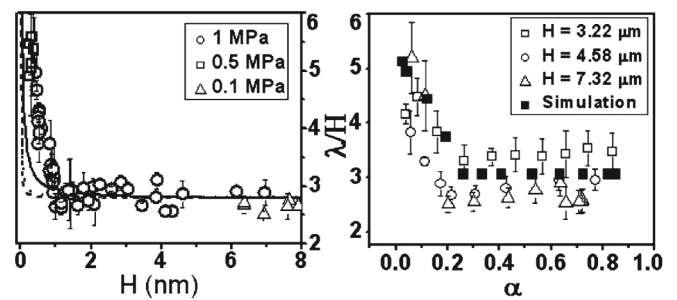 6
5
4
3
2
1 MPa
0.5 MPa
0.1 MPa
0 2 4 6 8
H (nm)
λ/H
6
5
4
3
2
H = 3.22 μm
H = 4.58 μm
H = 7.32 μm
Simulation
0.0 0.2 0.4 0.6 0.8 1.0
α